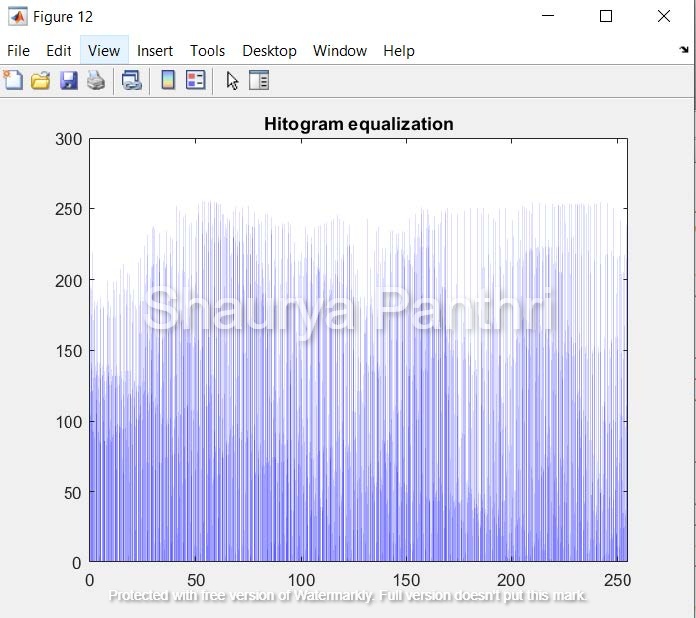 Figure 12
File Edit View Insert Tools Desktop Window Help
Hitogram equalization
300
250
200
150
100
50
0
0 50 100 150 200 250
Shaurya Panthri
Protected with free version of Watermarkly. Full version doesn't put this mark.